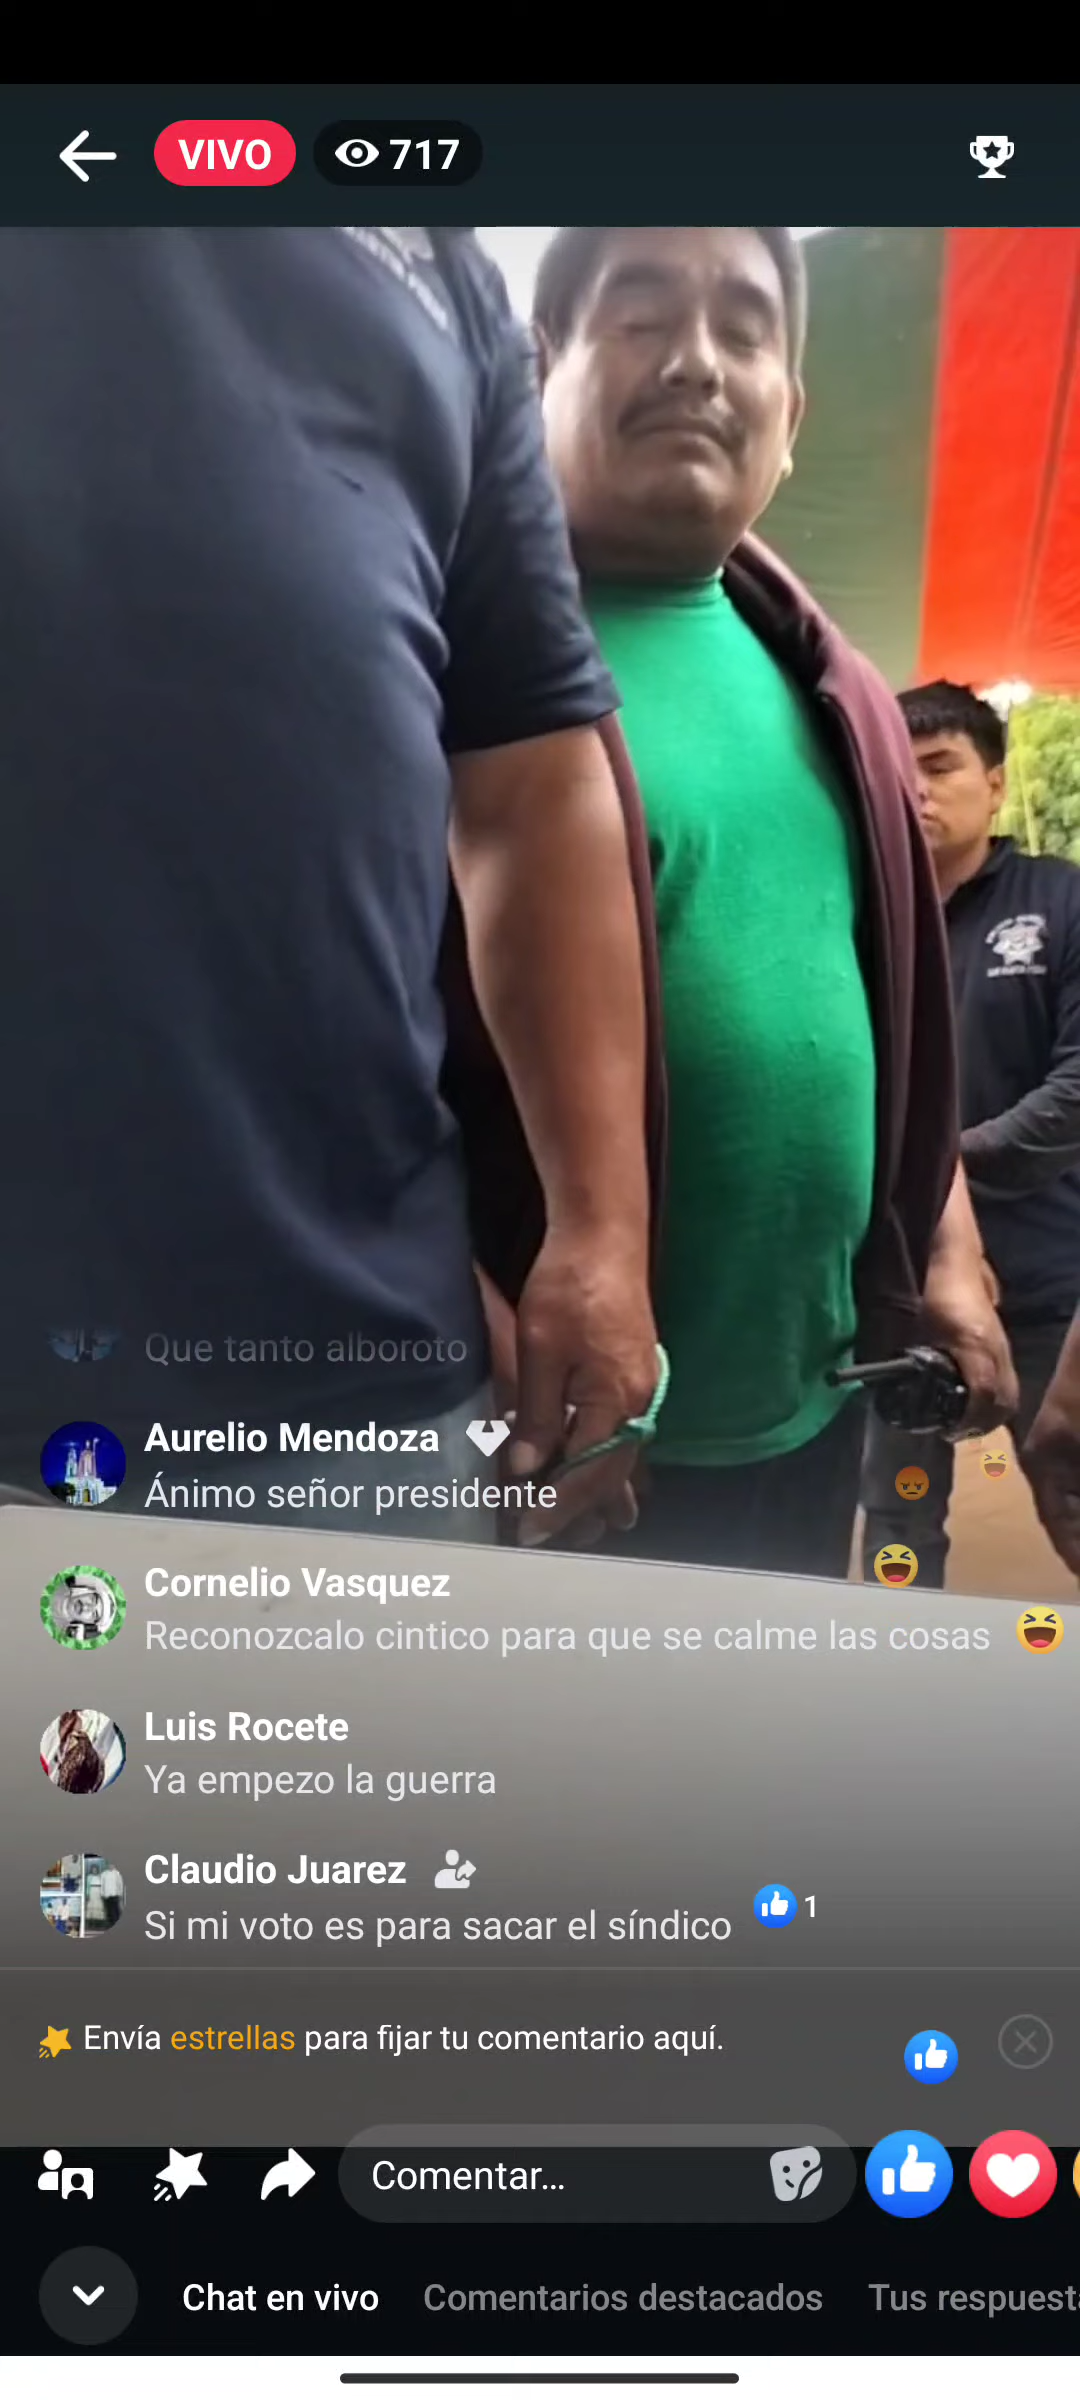 VIVO
717
Que tanto alboroto
Aurelio Mendoza
Ánimo señor presidente
Cornelio Vasquez
Reconozcalo cintico para que se calme las cosas
Luis Rocete
Ya empezo la guerra
Claudio Juarez
Si mi voto es para sacar el síndico
1
Envía estrellas para fijar tu comentario aquí.
Comentar...
Chat en vivo
Comentarios destacados
Tus respuest